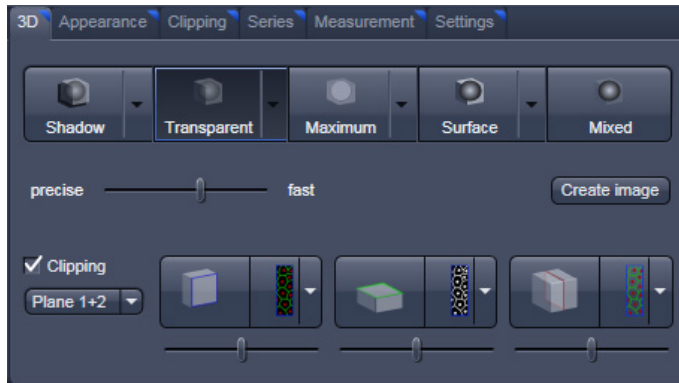 3D Appearance Clipping Series Measurement Settings
Shadow Transparent Maximum Surface Mixed
precise fast Create image
Clipping
Plane 1+2